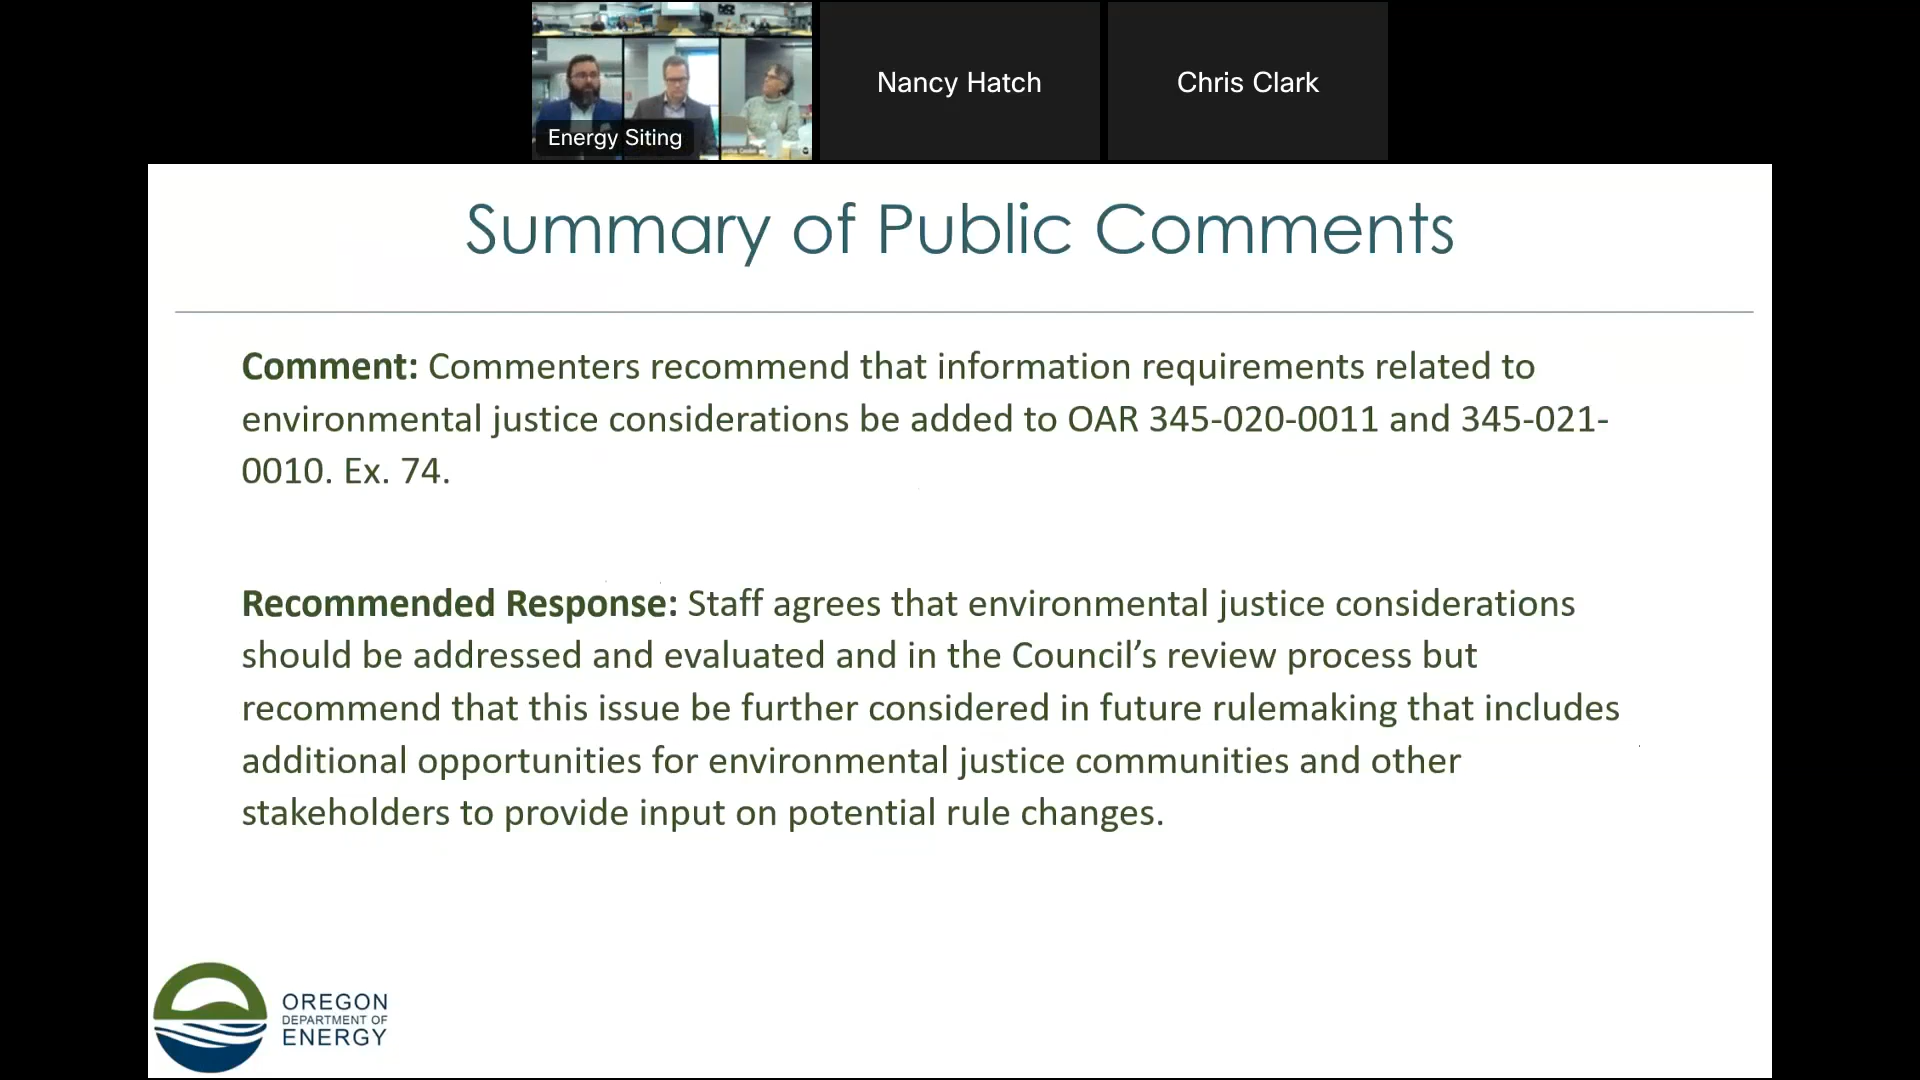 Energy Siting
Nancy Hatch
Chris Clark
Summary of Public Comments
Comment: Commenters recommend that information requirements related to
environmental justice considerations be added to OAR 345-020-0011 and 345-021-
0010. Ex. 74.
Recommended Response: Staff agrees that environmental justice considerations
should be addressed and evaluated and in the Council’s review process but
recommend that this issue be further considered in future rulemaking that includes
additional opportunities for environmental justice communities and other
stakeholders to provide input on potential rule changes.
OREGON
DEPARTMENT OF
ENERGY